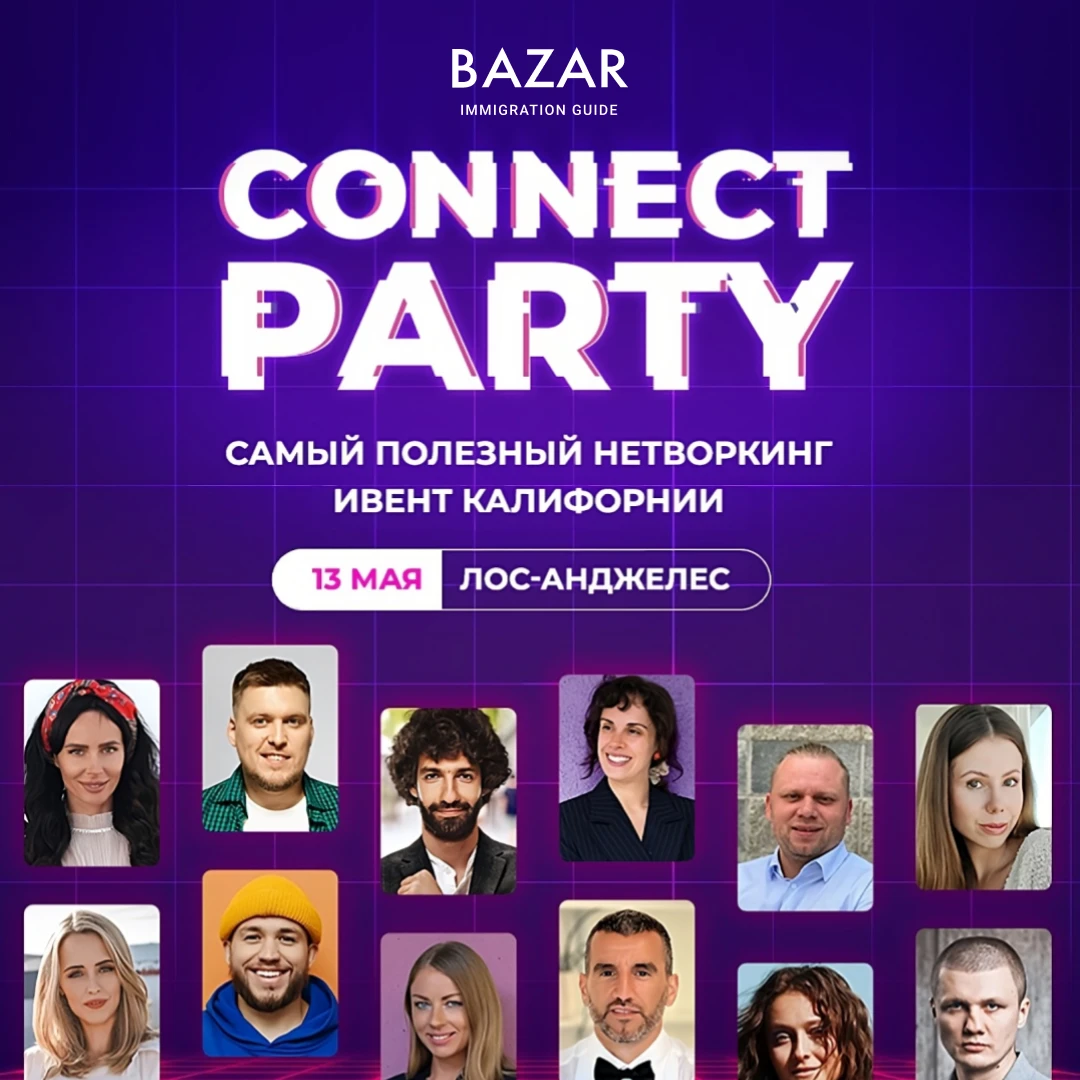 BAZAR
IMMIGRATION GUIDE
CONNECT
PARTY
САМЫЙ ПОЛЕЗНЫЙ НЕТВОРКИНГ
ИВЕНТ КАЛИФОРНИИ
13 МАЯ ЛОС-АНДЖЕЛЕС